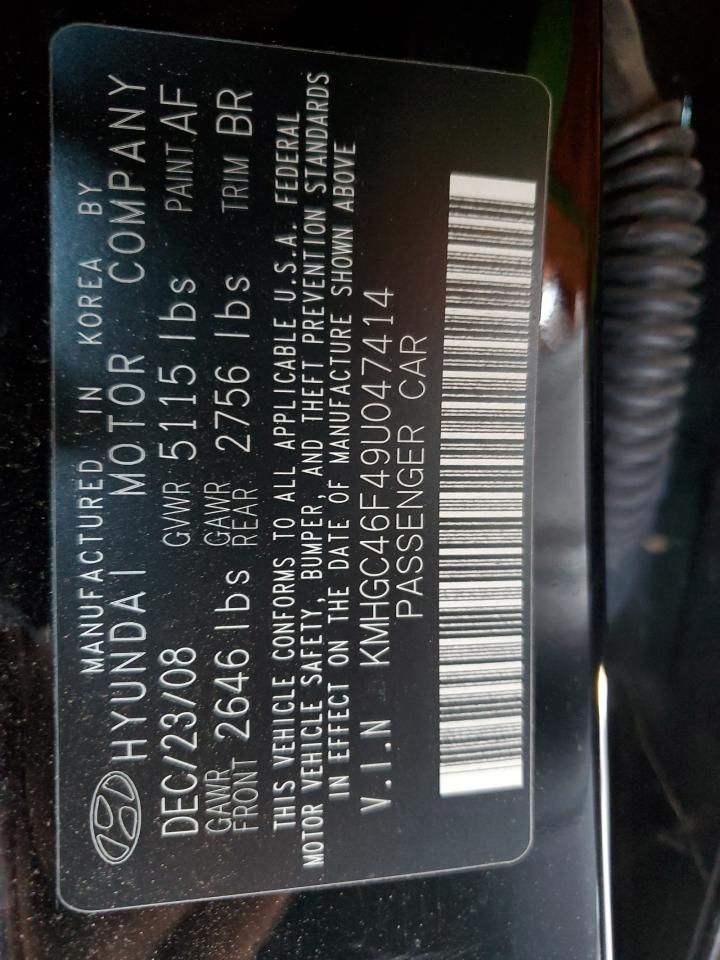 MANUFACTURED IN KOREA BY
HYUNDAI MOTOR COMPANY
DEC/23/08 GVWR 5115 lbs PAINT AF
GAWR FRONT 2646 lbs GAWR REAR 2756 lbs TRIM BR
THIS VEHICLE CONFORMS TO ALL APPLICABLE U.S.A. FEDERAL
MOTOR VEHICLE SAFETY, BUMPER, AND THEFT PREVENTION STANDARDS
IN EFFECT ON THE DATE OF MANUFACTURE SHOWN ABOVE
V.I.N KMHGC46F49U047414
PASSENGER CAR